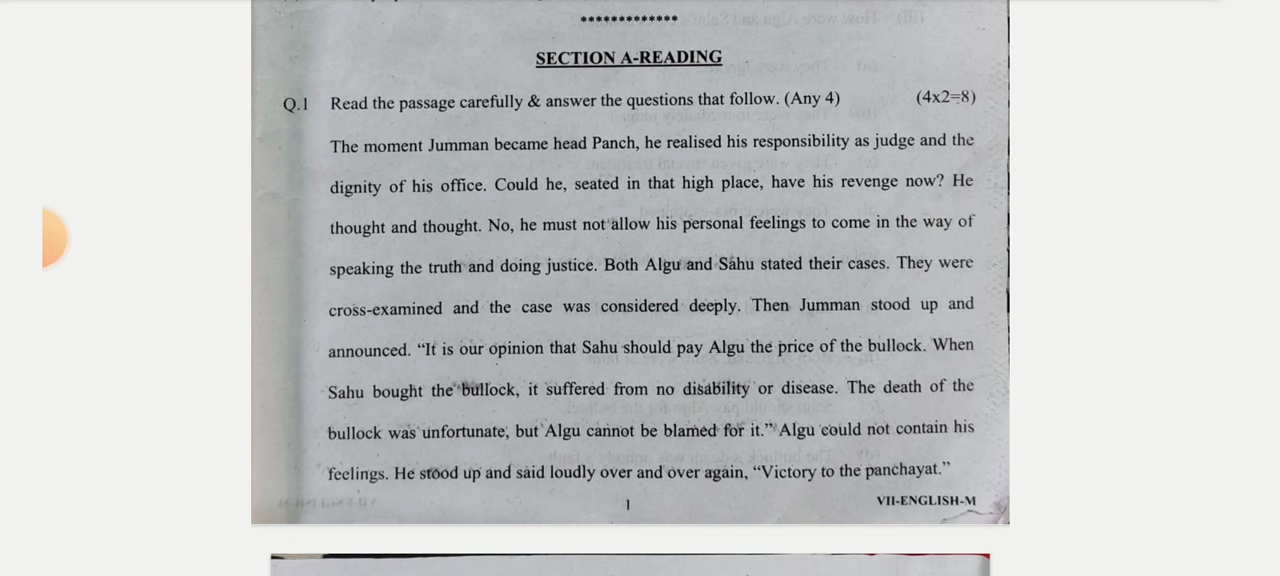 *************
SECTION A-READING
Q.1 Read the passage carefully & answer the questions that follow. (Any 4) (4x2=8)
The moment Jumman became head Panch, he realised his responsibility as judge and the
dignity of his office. Could he, seated in that high place, have his revenge now? He
thought and thought. No, he must not allow his personal feelings to come in the way of
speaking the truth and doing justice. Both Algu and Sahu stated their cases. They were
cross-examined and the case was considered deeply. Then Jumman stood up and
announced. “It is our opinion that Sahu should pay Algu the price of the bullock. When
Sahu bought the bullock, it suffered from no disability or disease. The death of the
bullock was unfortunate, but Algu cannot be blamed for it.” Algu could not contain his
feelings. He stood up and said loudly over and over again, “Victory to the panchayat.”
1 VII-ENGLISH-M